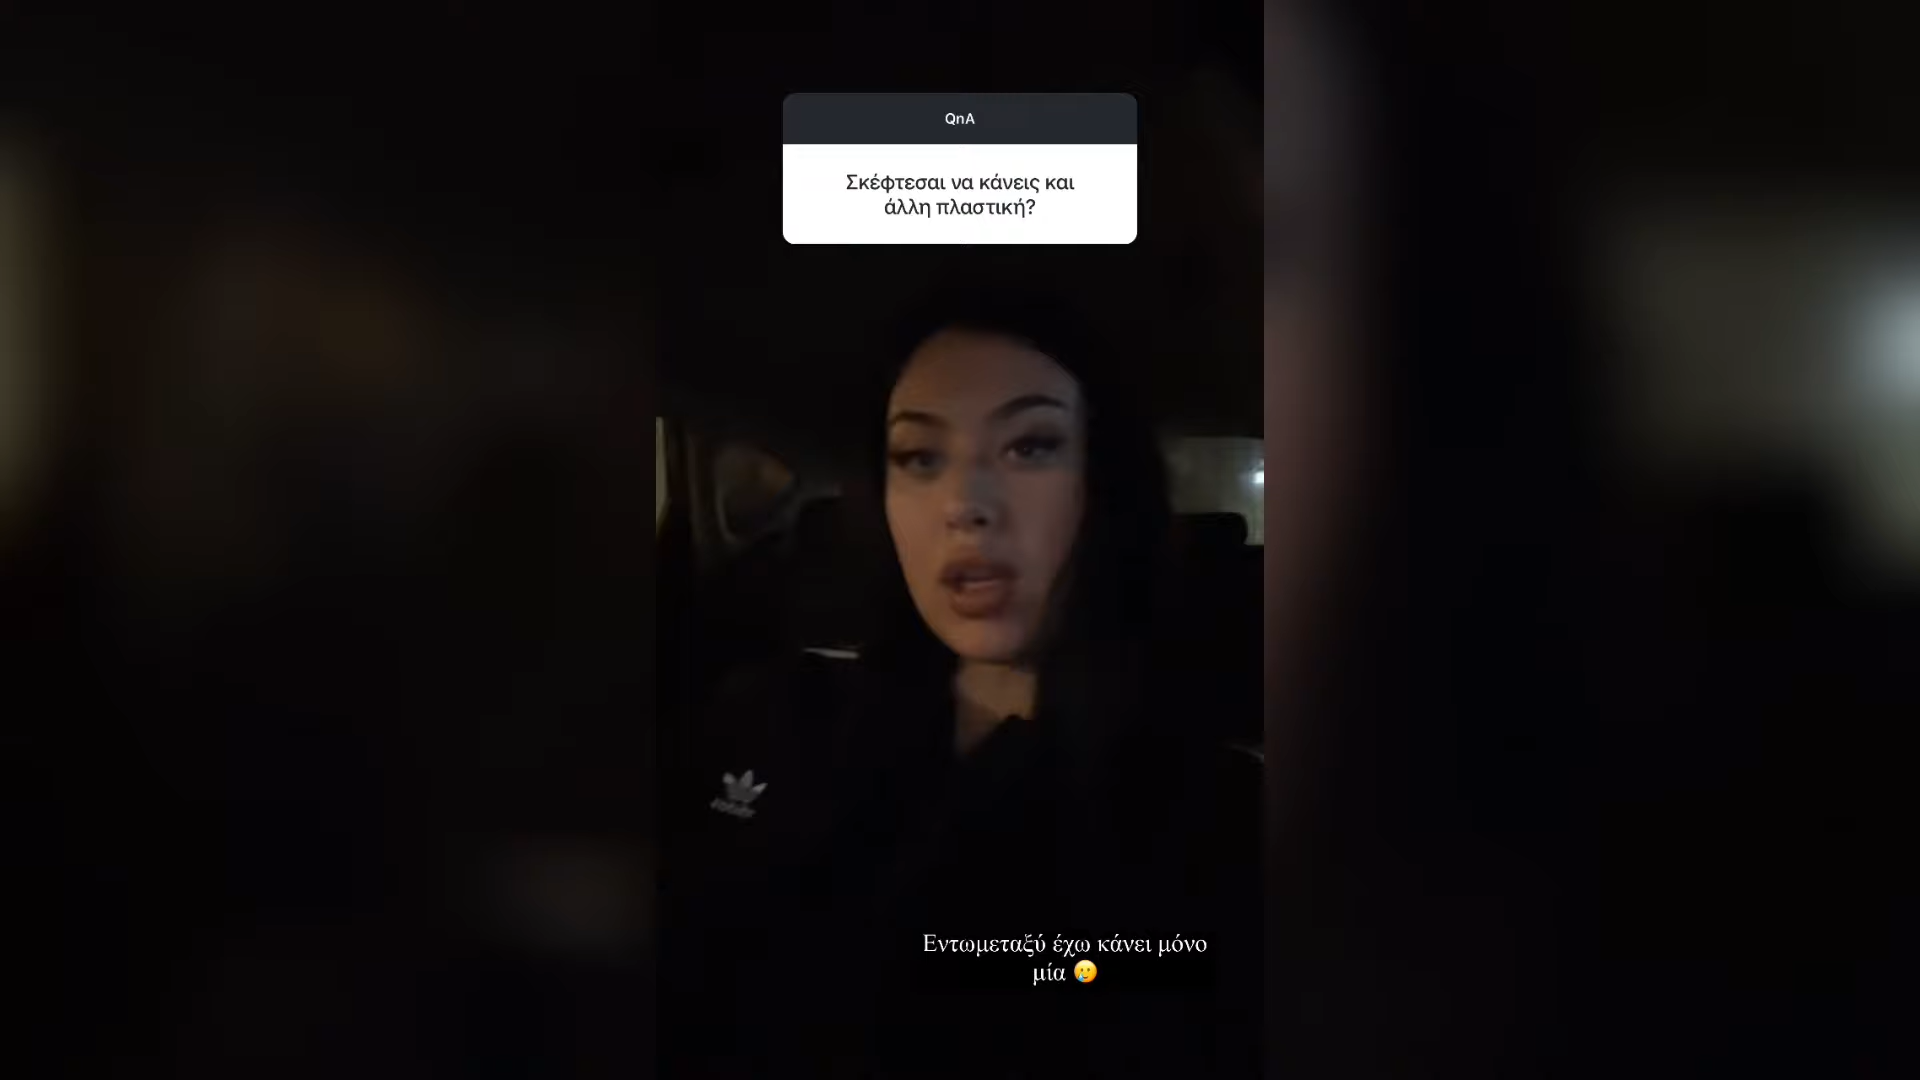 QnA
Σκέφτεσαι να κάνεις και
άλλη πλαστική?
Εντωμεταξύ έχω κάνει μόνο
μία 🥲